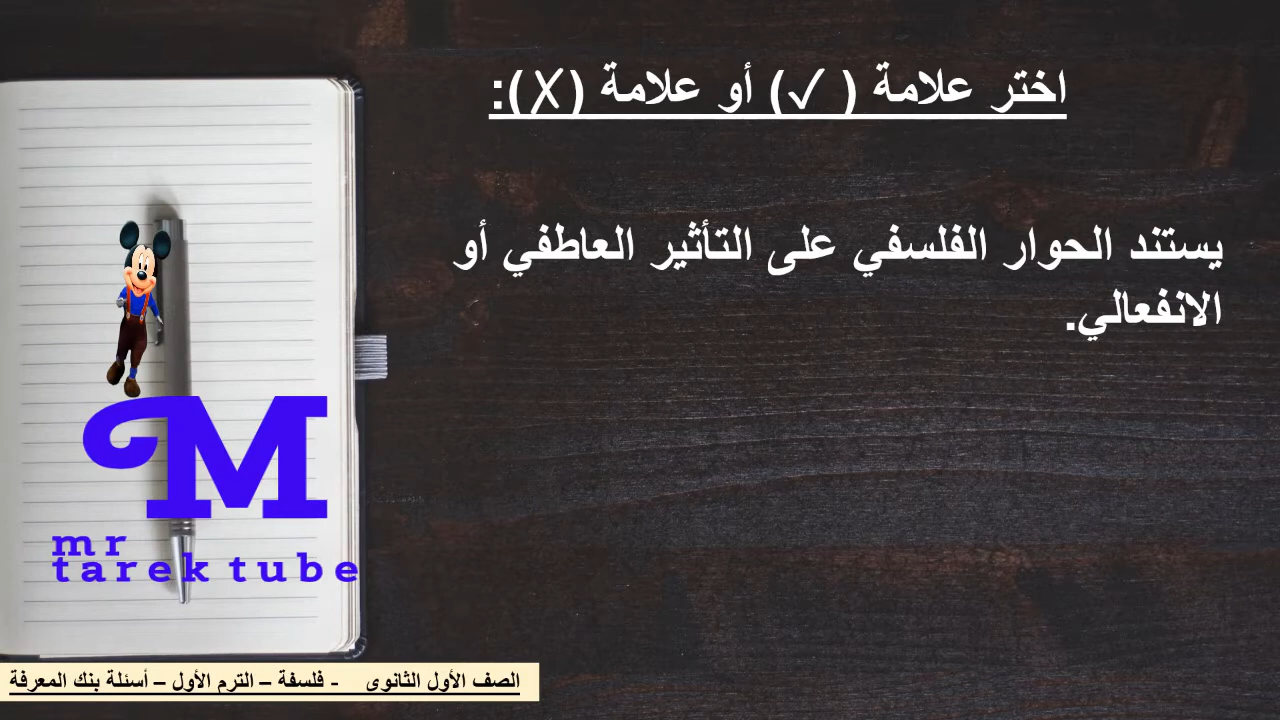 اختر علامة ( ✓) أو علامة (X):
يستند الحوار الفلسفي على التأثير العاطفي أو
الانفعالي.
M
mr
tarek tube
الصف الأول الثانوى - فلسفة – الترم الأول – أسئلة بنك المعرفة